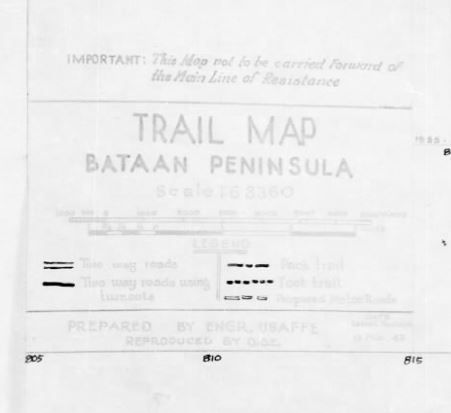 IMPORTANT: This Map not to be carried Forward of
the Main Line of Resistance
TRAIL MAP
BATAAN PENINSULA
Scale 1:63360
LEGEND
Two way roads
Pack trail
Two way roads using
turnouts
Foot trail
Proposed Motor Roads
PREPARED BY ENGR. USAFFE
REPRODUCED BY
805
810
815